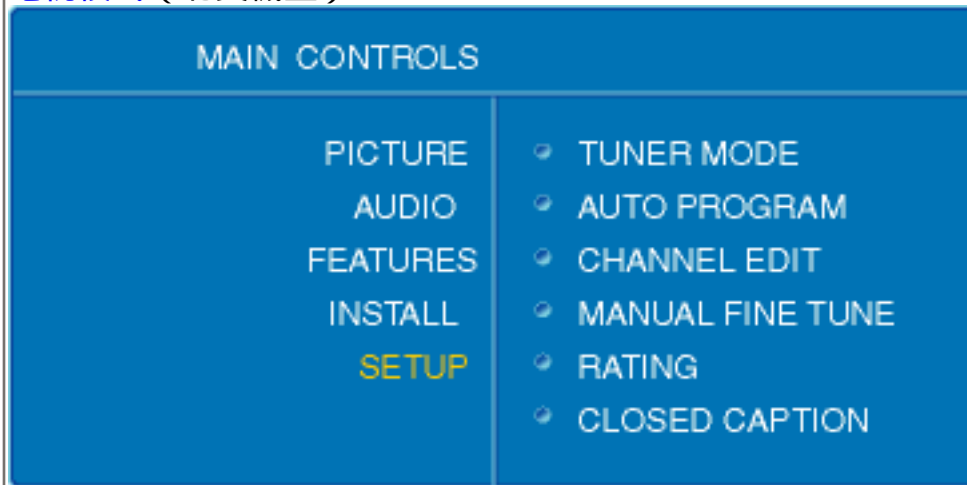 MAIN CONTROLS
PICTURE
AUDIO
FEATURES
INSTALL
SETUP
TUNER MODE
AUTO PROGRAM
CHANNEL EDIT
MANUAL FINE TUNE
RATING
CLOSED CAPTION